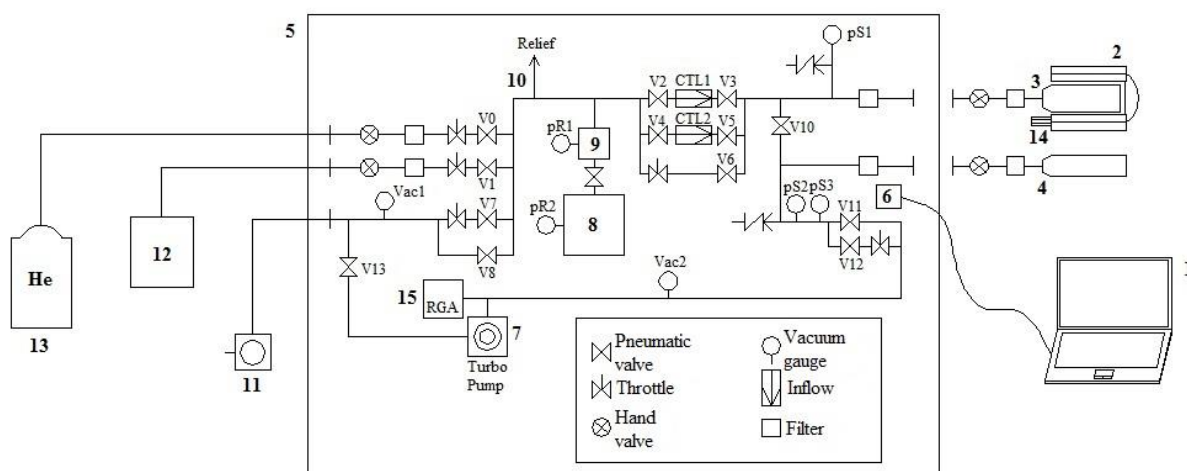 5
Relief
10
pS1
2
3
14
4
V0
V1
V2
CTL1
V3
V4
CTL2
V5
V6
V10
pR1
9
pR2
8
Vac1
V7
V8
V13
pS2
pS3
V11
V12
6
Vac2
15
RGA
7
Turbo
Pump
He
13
12
11
Pneumatic
valve
Throttle
Hand
valve
Vacuum
gauge
Inflow
Filter